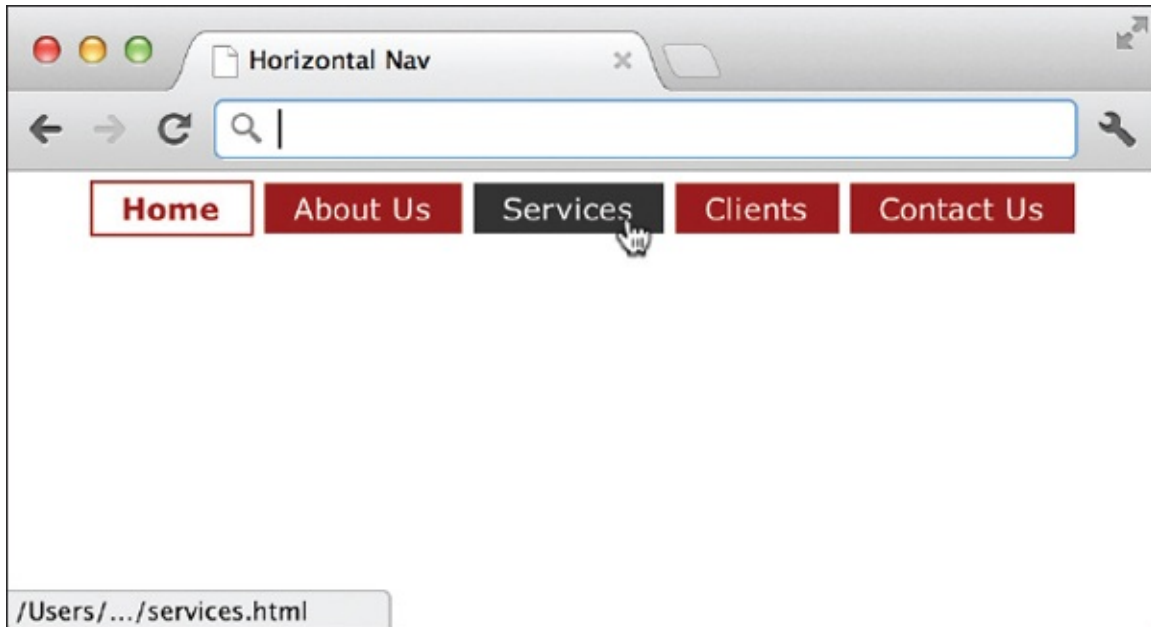 Horizontal Nav
Home About Us Services Clients Contact Us
/Users/.../services.html